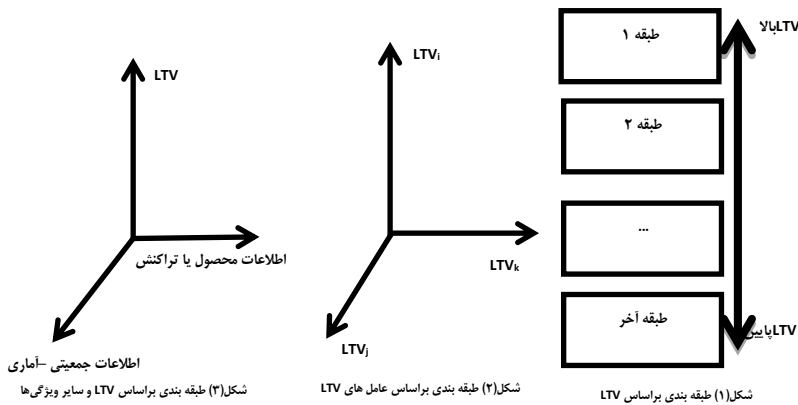 LTVبالا
طبقه ۱
طبقه ۲
...
طبقه آخر
LTVپایین
شکل(۱) طبقه بندی براساس LTV
LTVi
LTVk
LTVj
شکل(۲) طبقه بندی براساس عامل های LTV
LTV
اطلاعات محصول یا تراکنش
اطلاعات جمعیتی –آماری
شکل(۳) طبقه بندی براساس LTV و سایر ویژگی‌ها